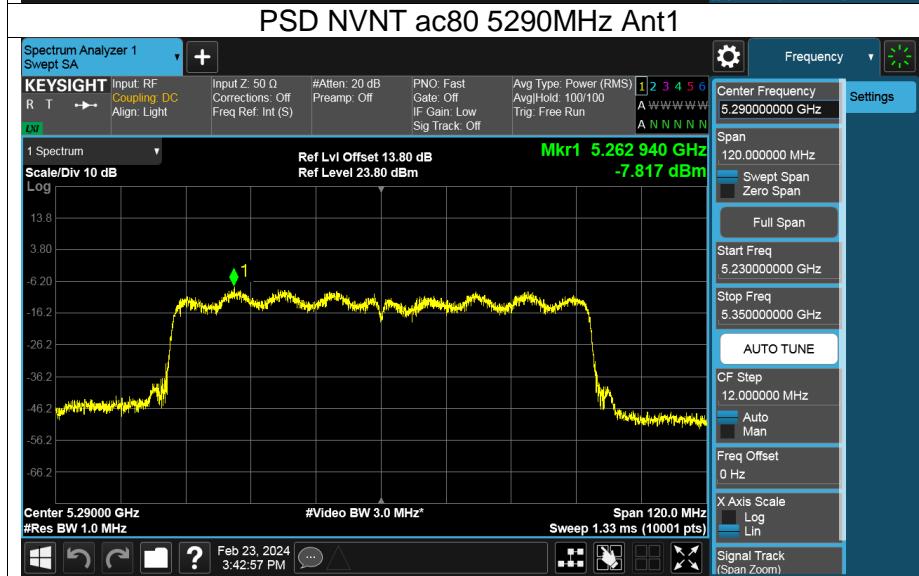 PSD NVNT ac80 5290MHz Ant1
Spectrum Analyzer 1
Swept SA
+
Frequency
KEYSIGHT
R T
LXI
Input: RF
Coupling: DC
Align: Light
Input Z: 50 Ω
Corrections: Off
Freq Ref: Int (S)
#Atten: 20 dB
Preamp: Off
PNO: Fast
Gate: Off
IF Gain: Low
Sig Track: Off
Avg Type: Power (RMS)
Avg|Hold: 100/100
Trig: Free Run
1 2 3 4 5 6
A W W W W W
A N N N N N
1 Spectrum
Scale/Div 10 dB
Log
Ref Lvl Offset 13.80 dB
Ref Level 23.80 dBm
Mkr1 5.262 940 GHz
-7.817 dBm
13.8
3.80
-6.20
-16.2
-26.2
-36.2
-46.2
-56.2
-66.2
1
Center 5.29000 GHz
#Res BW 1.0 MHz
#Video BW 3.0 MHz*
Span 120.0 MHz
Sweep 1.33 ms (10001 pts)
?
Feb 23, 2024
3:42:57 PM
Center Frequency
5.290000000 GHz
Span
120.000000 MHz
Swept Span
Zero Span
Full Span
Start Freq
5.230000000 GHz
Stop Freq
5.350000000 GHz
AUTO TUNE
CF Step
12.000000 MHz
Auto
Man
Freq Offset
0 Hz
X Axis Scale
Log
Lin
Signal Track
(Span Zoom)
Settings